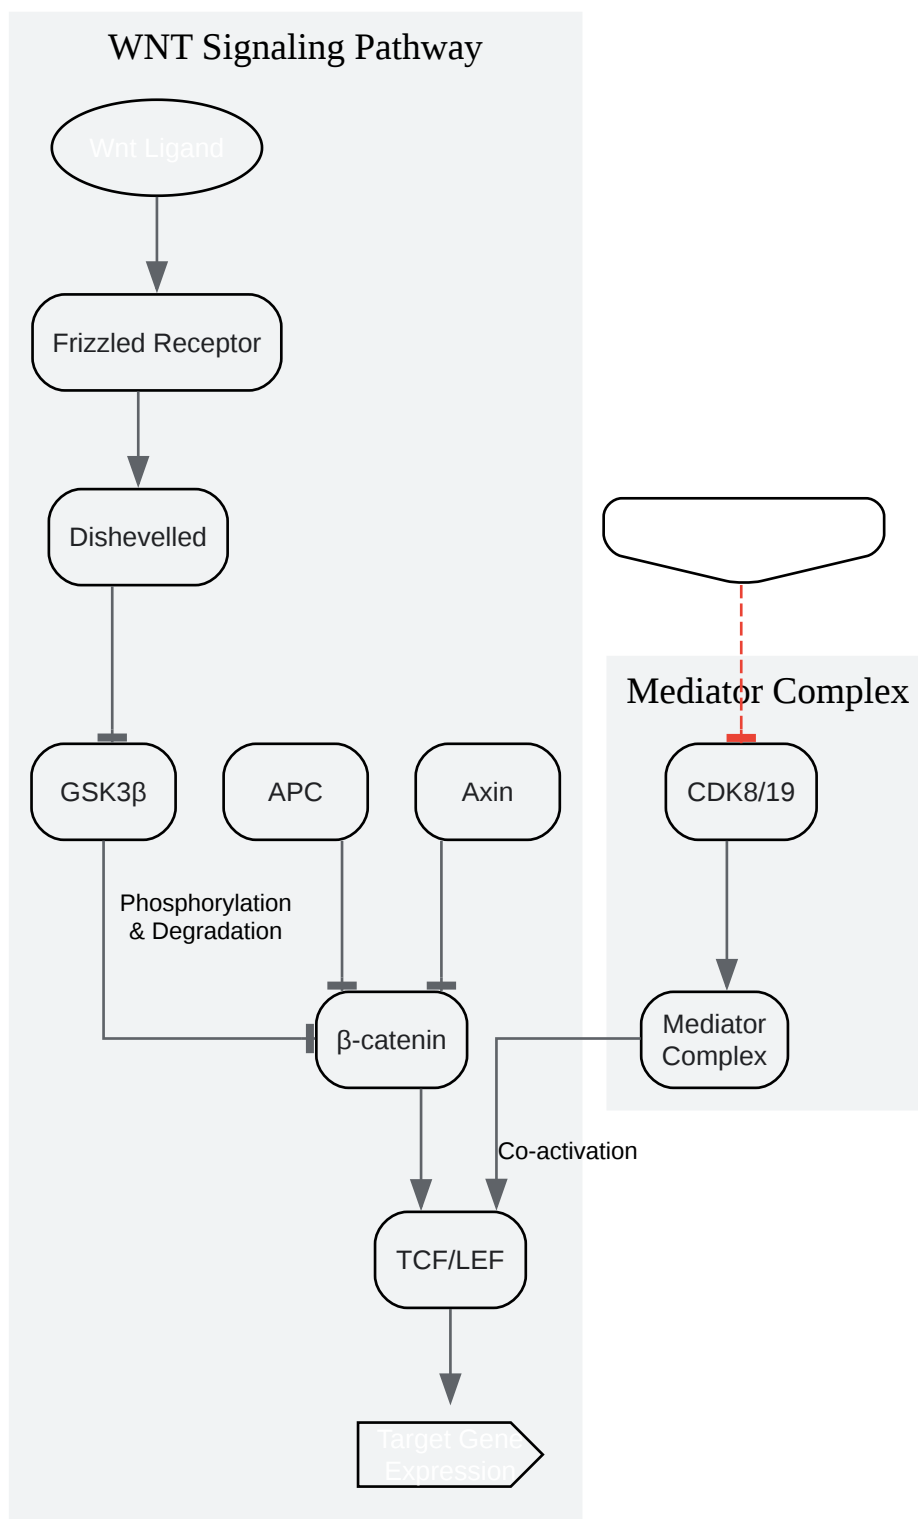 WNT Signaling Pathway
Wnt Ligand
Frizzled Receptor
Dishevelled
Mediator Complex
GSK3β
APC
Axin
CDK8/19
Phosphorylation
& Degradation
β-catenin
Mediator
Complex
Co-activation
TCF/LEF
Target Gene
Expression